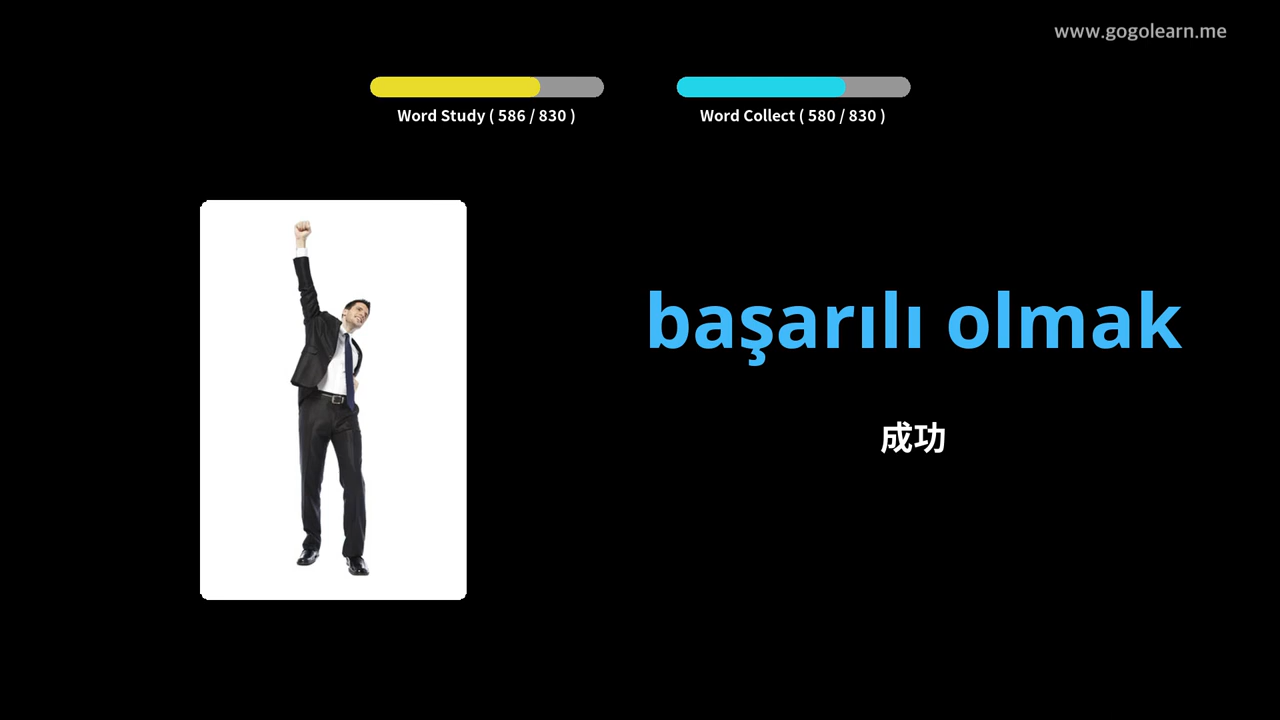 www.gogolearn.me
Word Study ( 586 / 830 )
Word Collect ( 580 / 830 )
başarılı olmak
成功